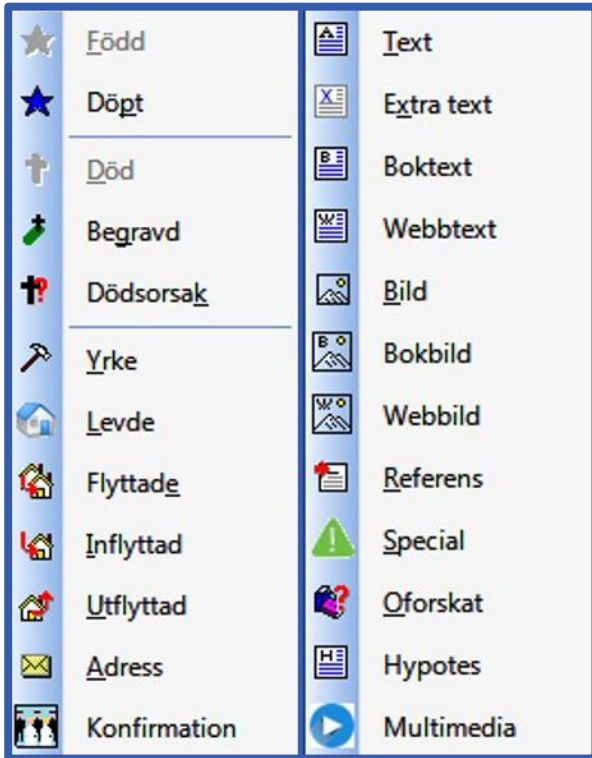 Född
Döpt
Död
Begravd
Dödsorsak
Yrke
Levde
Flyttade
Inflyttad
Utflyttad
Adress
Konfirmation
Text
Extra text
Boktext
Webbtext
Bild
Bokbild
Webbild
Referens
Special
Oforskat
Hypotes
Multimedia